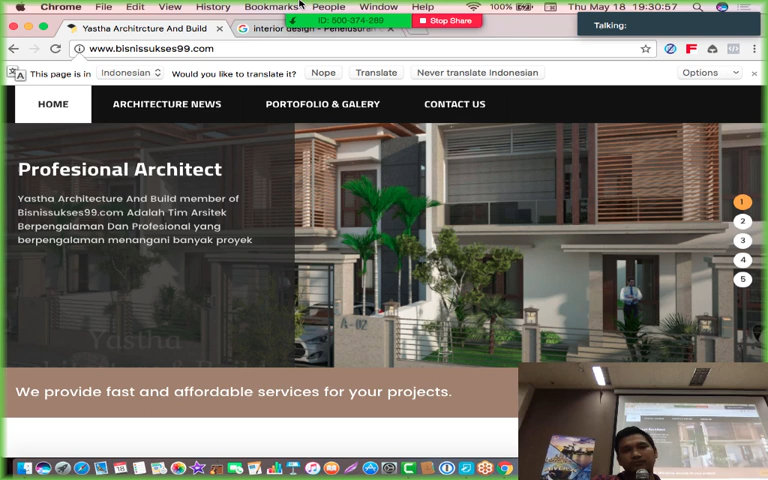 Chrome File Edit View History Bookmarks People Window Help 100% Thu May 18 19:30:57
ID: 500-374-289 Stop Share
Talking:
Yastha Architrcture And Build
interior design - Penelusuran
www.bisnissukses99.com
This page is in Indonesian Would you like to translate it? Nope Translate Never translate Indonesian Options
HOME ARCHITECTURE NEWS PORTOFOLIO & GALLERY CONTACT US
Profesional Architect
Yastha Architecture And Build member of
Bisnissukses99.com Adalah Tim Arsitek
Berpengalaman Dan Profesional yang
berpengalaman menangani banyak proyek
1
2
3
4
5
A-02
Yastha
We provide fast and affordable services for your projects.